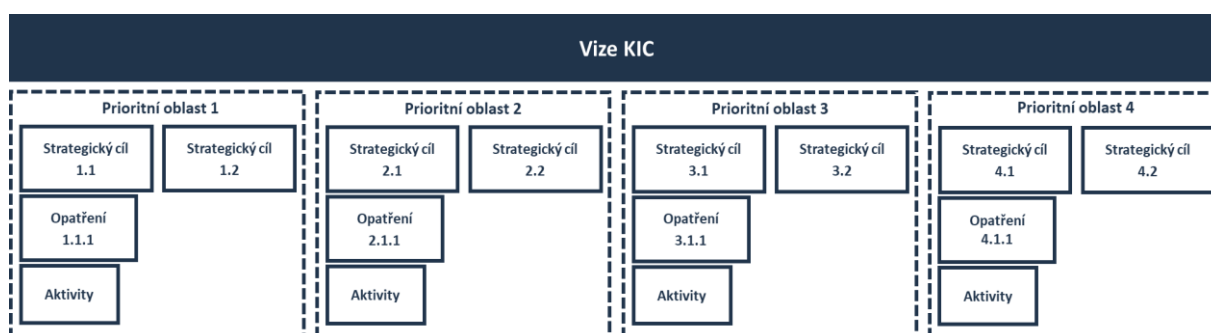 Vize KIC
Prioritní oblast 1
Strategický cíl
1.1
Strategický cíl
1.2
Opatření
1.1.1
Aktivity
Prioritní oblast 2
Strategický cíl
2.1
Strategický cíl
2.2
Opatření
2.1.1
Aktivity
Prioritní oblast 3
Strategický cíl
3.1
Strategický cíl
3.2
Opatření
3.1.1
Aktivity
Prioritní oblast 4
Strategický cíl
4.1
Strategický cíl
4.2
Opatření
4.1.1
Aktivity